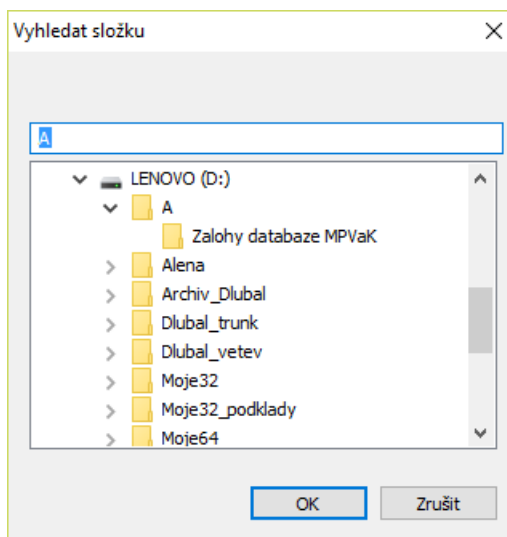 Vyhledat složku
A
LENOVO (D:)
A
Zalohy databaze MPVaK
Alena
Archiv_Dlubal
Dlubal_trunk
Dlubal_vetev
Moje32
Moje32_podklady
Moje64
OK Zrušit